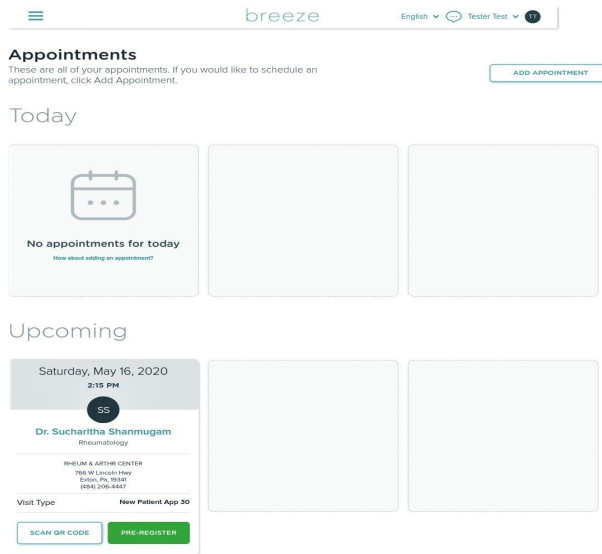 breeze
English
Tester Test
TT
Appointments
These are all of your appointments. If you would like to schedule an
appointment, click Add Appointment.
ADD APPOINTMENT
Today
No appointments for today
How about adding an appointment?
Upcoming
Saturday, May 16, 2020
2:15 PM
SS
Dr. Sucharitha Shanmugam
Rheumatology
RHEUM & ARTHR CENTER
766 W Lincoln Hwy
Exton, Pa, 19341
(484) 206-4447
Visit Type New Patient App 30
SCAN QR CODE PRE-REGISTER